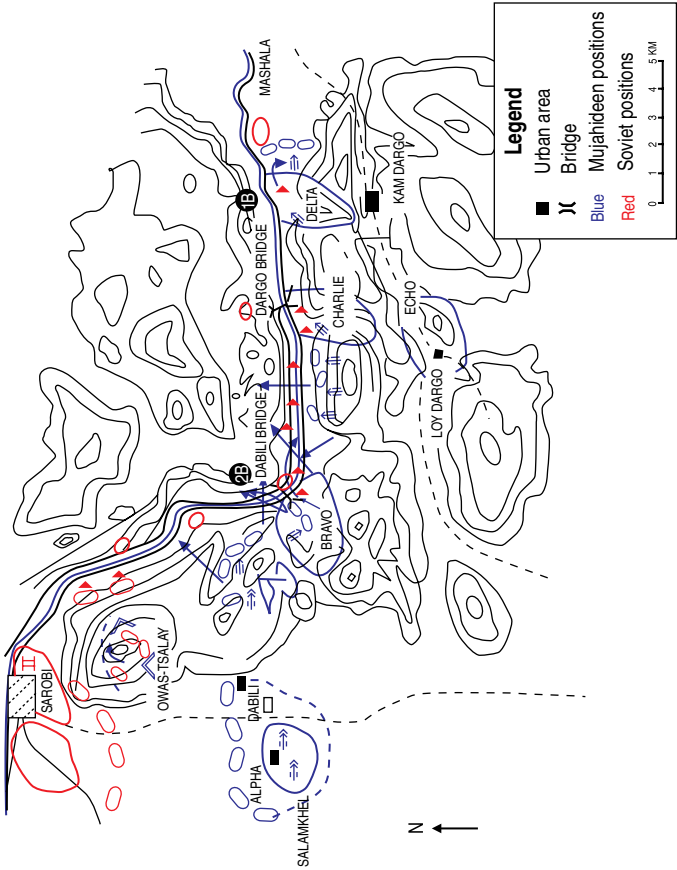 MASHALA
1B
DARGO BRIDGE
DELTA
KAM DARGO
CHARLIE
ECHO
LOY DARGO
2B
DABILI BRIDGE
BRAVO
SAROBI
OWAS-TSALAY
DABILI
ALPHA
SALAMKHEL
N
Legend
Urban area
Bridge
Blue Mujahideen positions
Red Soviet positions
0 1 2 3 4 5 KM